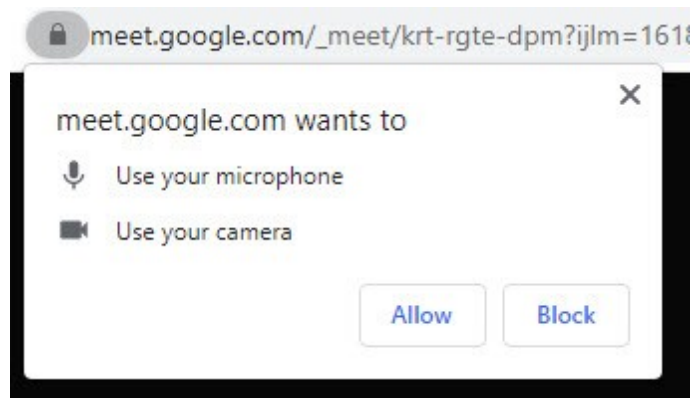 meet.google.com/_meet/krt-rgte-dpm?ijlm=1618
meet.google.com wants to
Use your microphone
Use your camera
Allow Block